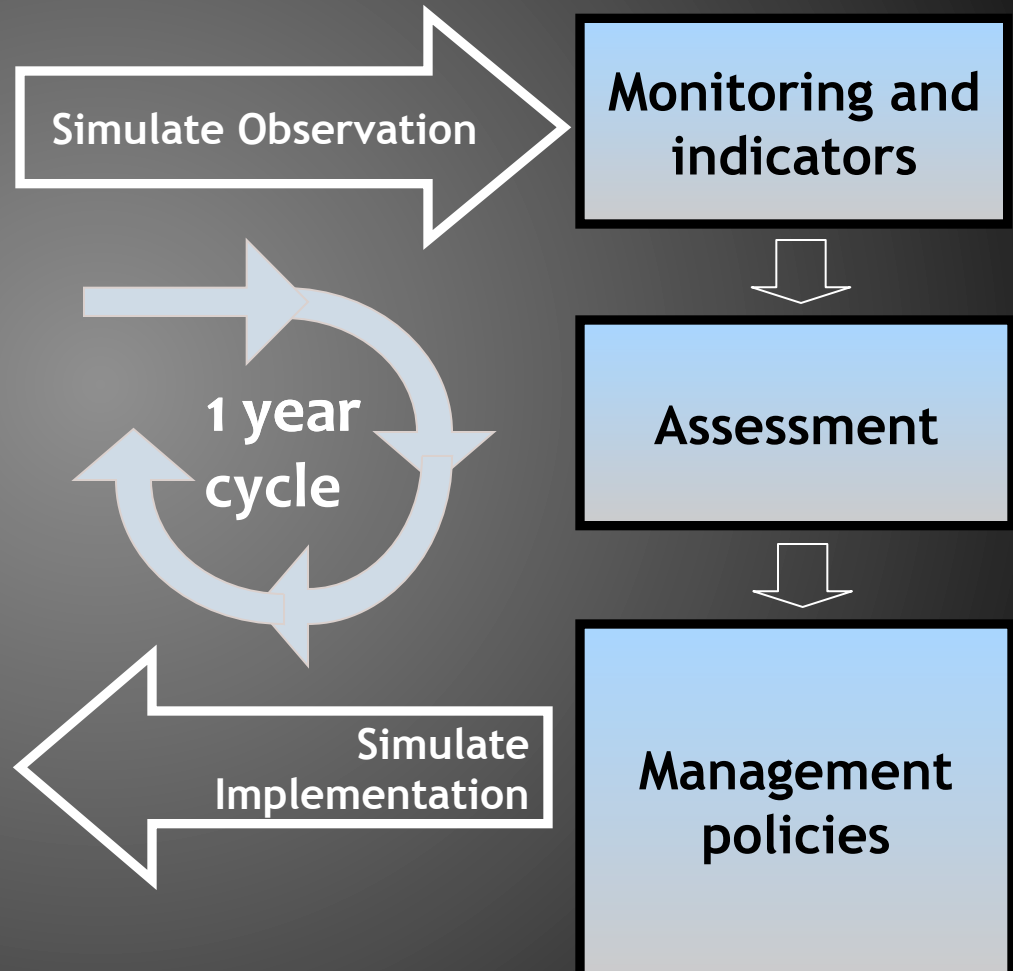 Simulate Observation
Monitoring and
indicators
1 year
cycle
Assessment
Simulate
Implementation
Management
policies